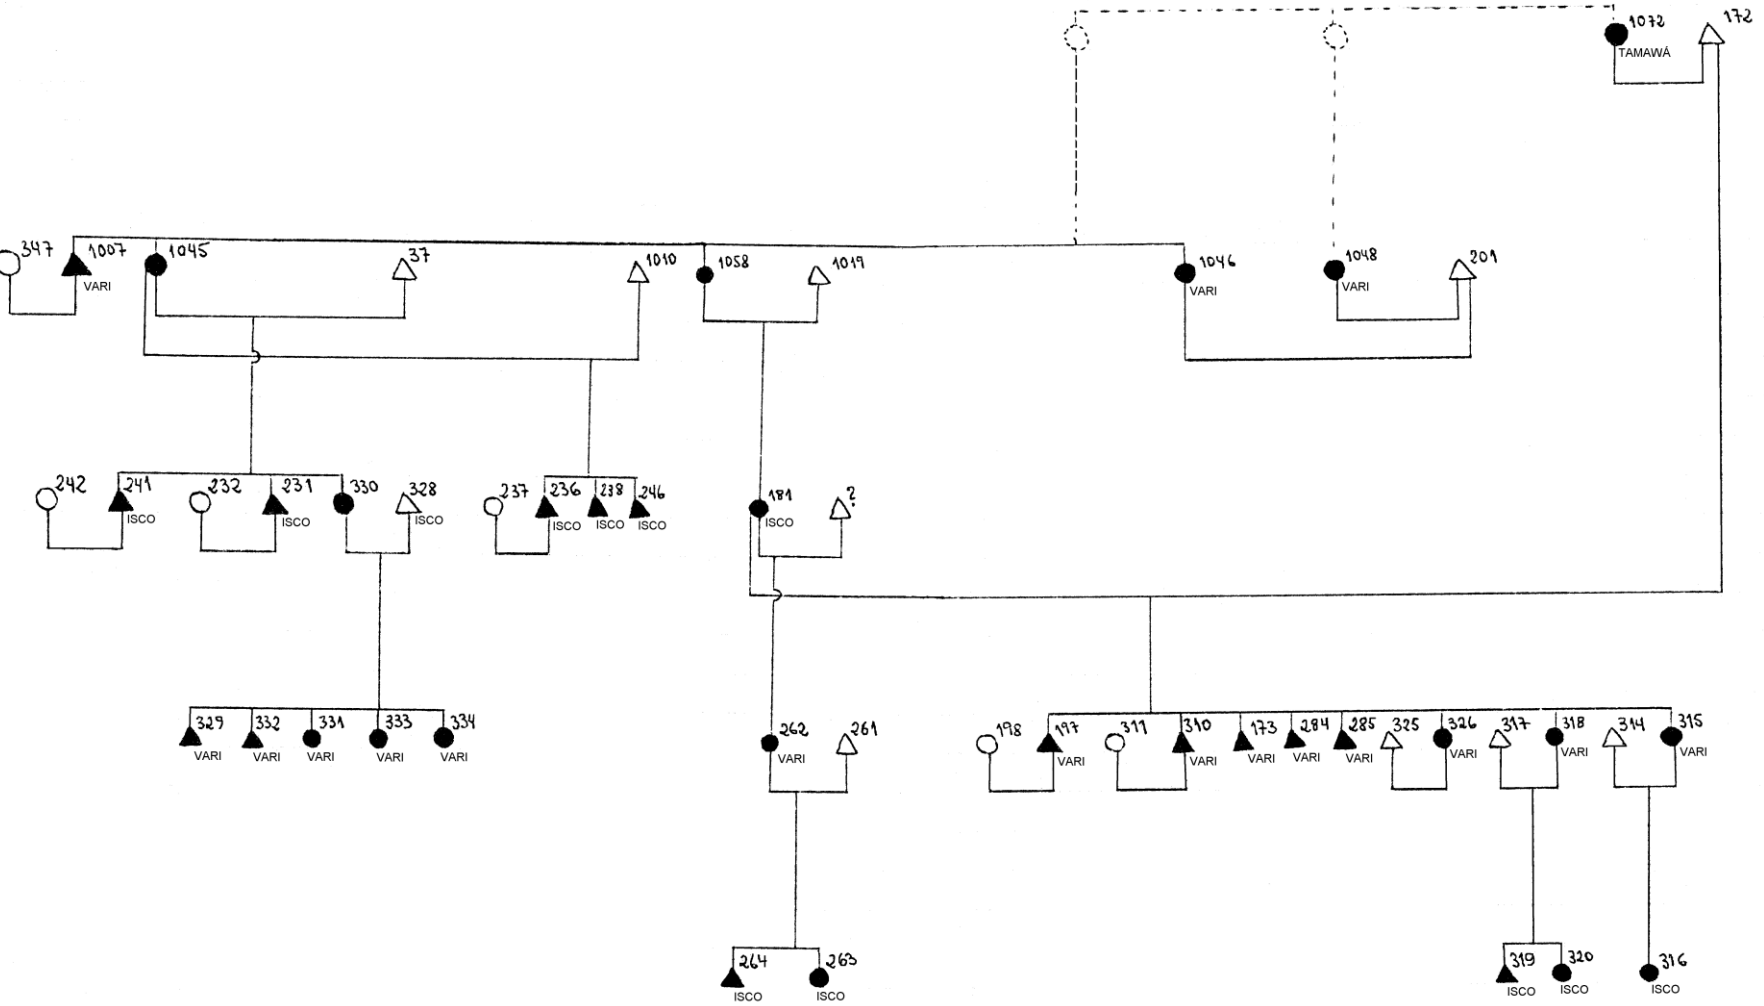 1072 172
TAMAWÁ
347 1007 1045 37 1010 1058 1019 1046 1048 201
VARI VARI VARI
242 241 232 231 330 328 237 236 238 246 181 ?
ISCO ISCO ISCO ISCO ISCO ISCO ISCO
329 332 331 333 334 262 261 198 197 311 310 173 284 285 325 326 317 318 314 315
VARI VARI VARI VARI VARI VARI VARI VARI VARI VARI VARI VARI VARI VARI
264 263 319 320 316
ISCO ISCO ISCO ISCO ISCO